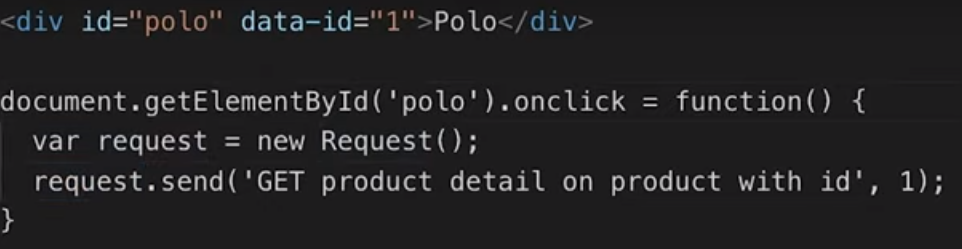 <div id="polo" data-id="1">Polo</div>
document.getElementById('polo').onclick = function() {
var request = new Request();
request.send('GET product detail on product with id', 1);
}